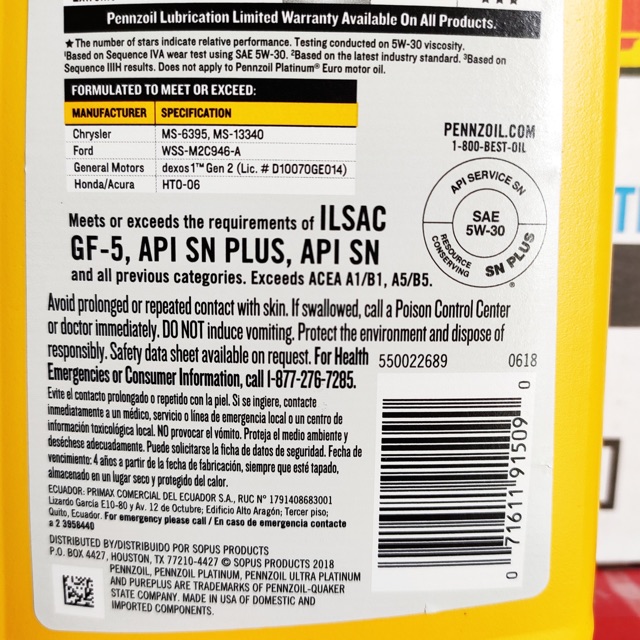 Pennzoil Lubrication Limited Warranty Available On All Products.
★The number of stars indicate relative performance. Testing conducted on 5W-30 viscosity.
¹Based on Sequence IVA wear test using SAE 5W-30. ²Based on the latest industry standard. ³Based on
Sequence IIIH results. Does not apply to Pennzoil Platinum® Euro motor oil.
FORMULATED TO MEET OR EXCEED:
MANUFACTURER SPECIFICATION
Chrysler MS-6395, MS-13340
Ford WSS-M2C946-A
General Motors dexos1™ Gen 2 (Lic. # D10070GE014)
Honda/Acura HTO-06
PENNZOIL.COM
1-800-BEST-OIL
API SERVICE SN
SAE
5W-30
RESOURCE
CONSERVING
SN PLUS
®
Meets or exceeds the requirements of ILSAC
GF-5, API SN PLUS, API SN
and all previous categories. Exceeds ACEA A1/B1, A5/B5.
Avoid prolonged or repeated contact with skin. If swallowed, call a Poison Control Center
or doctor immediately. DO NOT induce vomiting. Protect the environment and dispose of
responsibly. Safety data sheet available on request. For Health
Emergencies or Consumer Information, call 1-877-276-7285.
550022689 0618
Evite el contacto prolongado o repetido con la piel. Si se ingiere, contacte
inmediatamente a un médico, servicio o línea de emergencia local o un centro de
información toxicológica local. NO provocar el vómito. Proteja el medio ambiente y
deséchese adecuadamente. Puede solicitarse la ficha de datos de seguridad. Fecha de
vencimiento: 4 años a partir de la fecha de fabricación, siempre que esté tapado,
almacenado en un lugar seco y protegido del calor.
ECUADOR: PRIMAX COMERCIAL DEL ECUADOR S.A., RUC N° 1791408683001
Lizardo García E10-80 y Av. 12 de Octubre; Edificio Alto Aragón; Tercer piso;
Quito, Ecuador. For emergency please call / En caso de emergencia contacte
a 2 3958440
DISTRIBUTED BY/DISTRIBUIDO POR SOPUS PRODUCTS
P.O. BOX 4427, HOUSTON, TX 77210-4427 © SOPUS PRODUCTS 2018
PENNZOIL, PENNZOIL PLATINUM, PENNZOIL ULTRA PLATINUM
AND PUREPLUS ARE TRADEMARKS OF PENNZOIL-QUAKER
STATE COMPANY. MADE IN USA OF DOMESTIC AND
IMPORTED COMPONENTS.
0 71611 91509 0